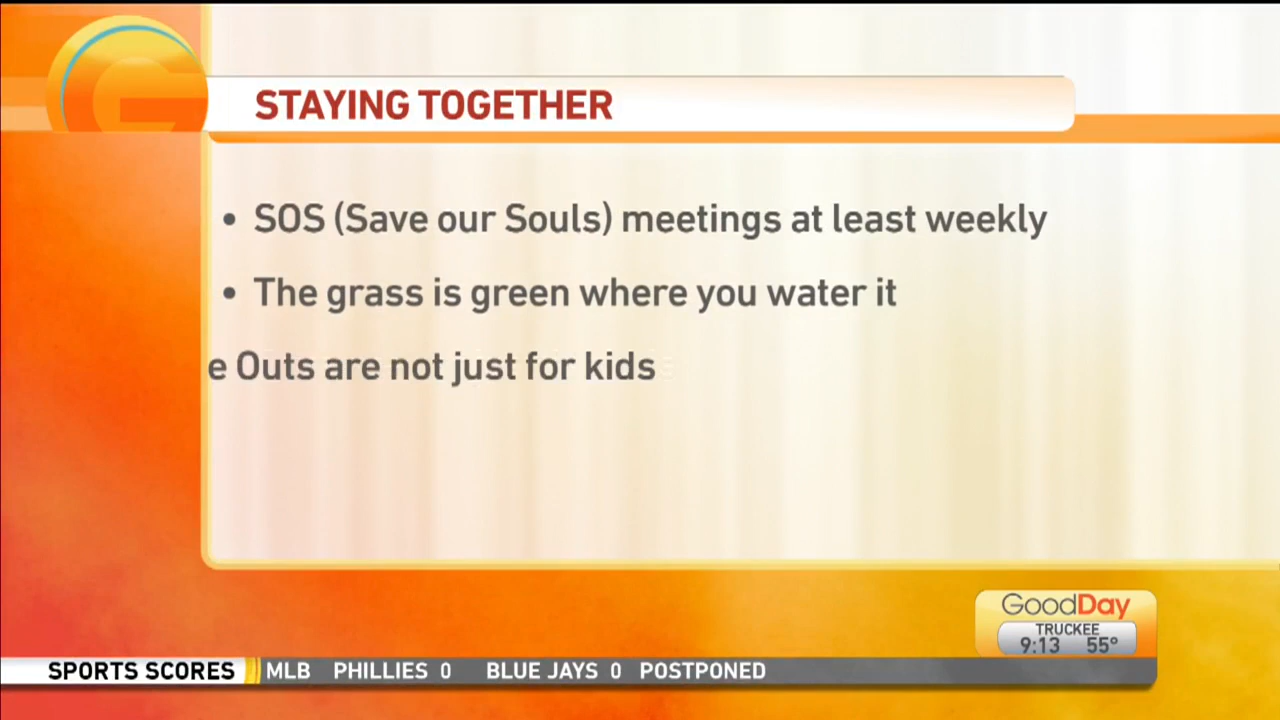 STAYING TOGETHER
• SOS (Save our Souls) meetings at least weekly
• The grass is green where you water it
e Outs are not just for kids
GoodDay
TRUCKEE
9:13 55°
SPORTS SCORES MLB PHILLIES 0 BLUE JAYS 0 POSTPONED